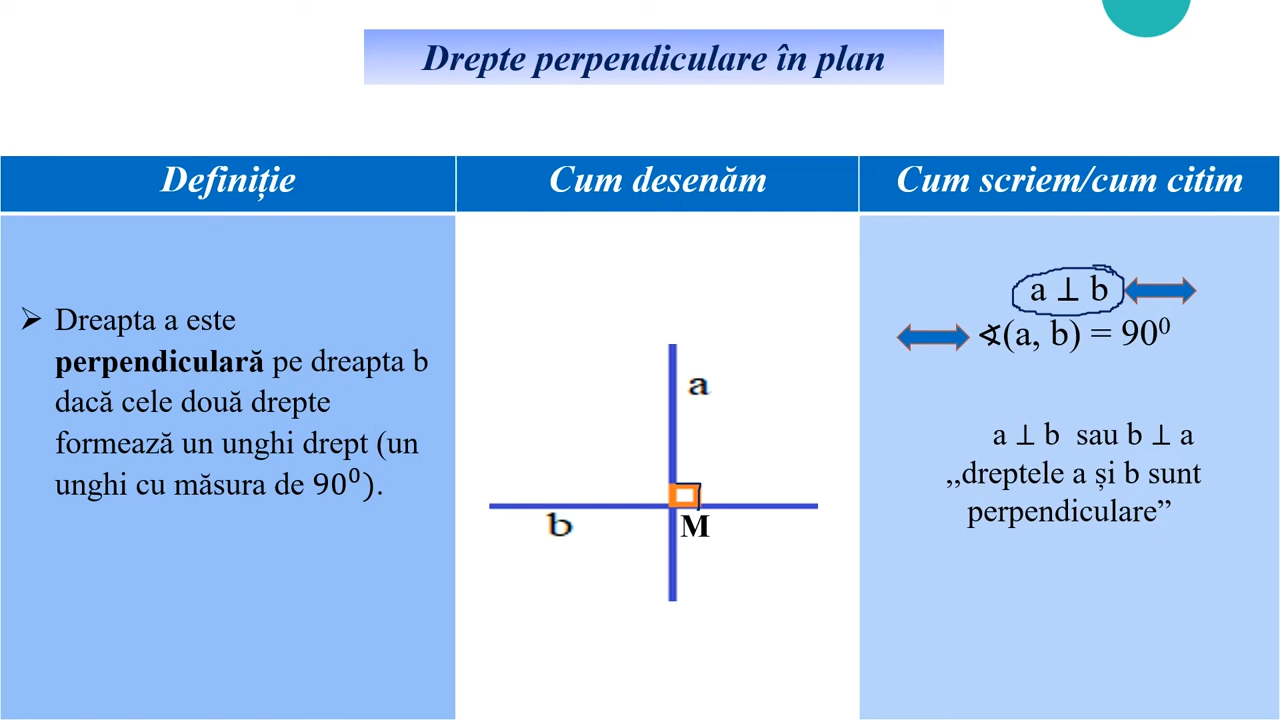 Drepte perpendiculare în plan
Definiție
Cum desenăm
Cum scriem/cum citim
➢ Dreapta a este
perpendiculară pe dreapta b
dacă cele două drepte
formează un unghi drept (un
unghi cu măsura de 90⁰).
a
b
M
a ⊥ b
∢(a, b) = 90⁰
a ⊥ b sau b ⊥ a
,,dreptele a și b sunt
perpendiculare”